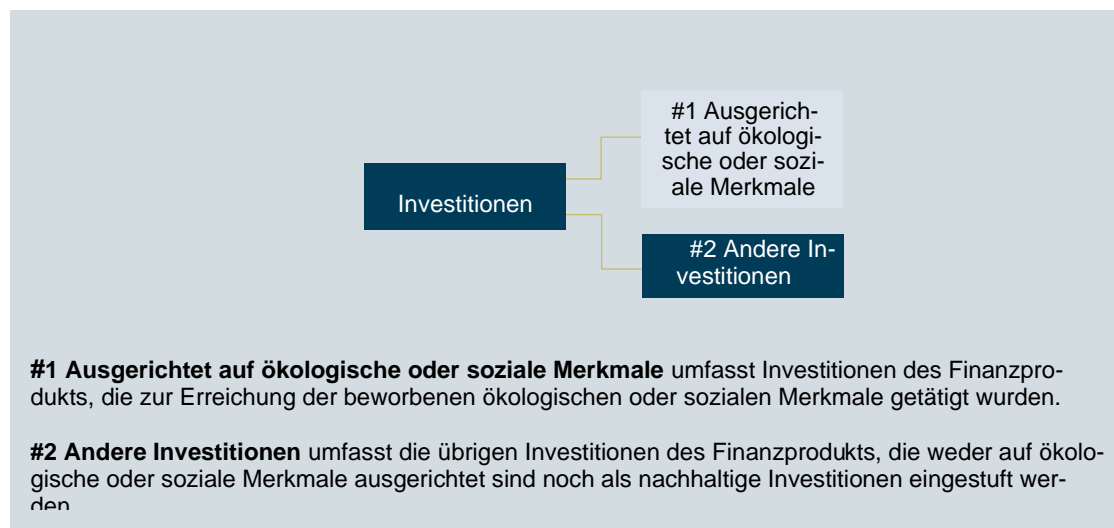 #1 Ausgerich-
tet auf ökologi-
sche oder sozi-
ale Merkmale
Investitionen
#2 Andere In-
vestitionen
#1 Ausgerichtet auf ökologische oder soziale Merkmale umfasst Investitionen des Finanzpro-
dukts, die zur Erreichung der beworbenen ökologischen oder sozialen Merkmale getätigt wurden.
#2 Andere Investitionen umfasst die übrigen Investitionen des Finanzprodukts, die weder auf ökolo-
gische oder soziale Merkmale ausgerichtet sind noch als nachhaltige Investitionen eingestuft wer-
den